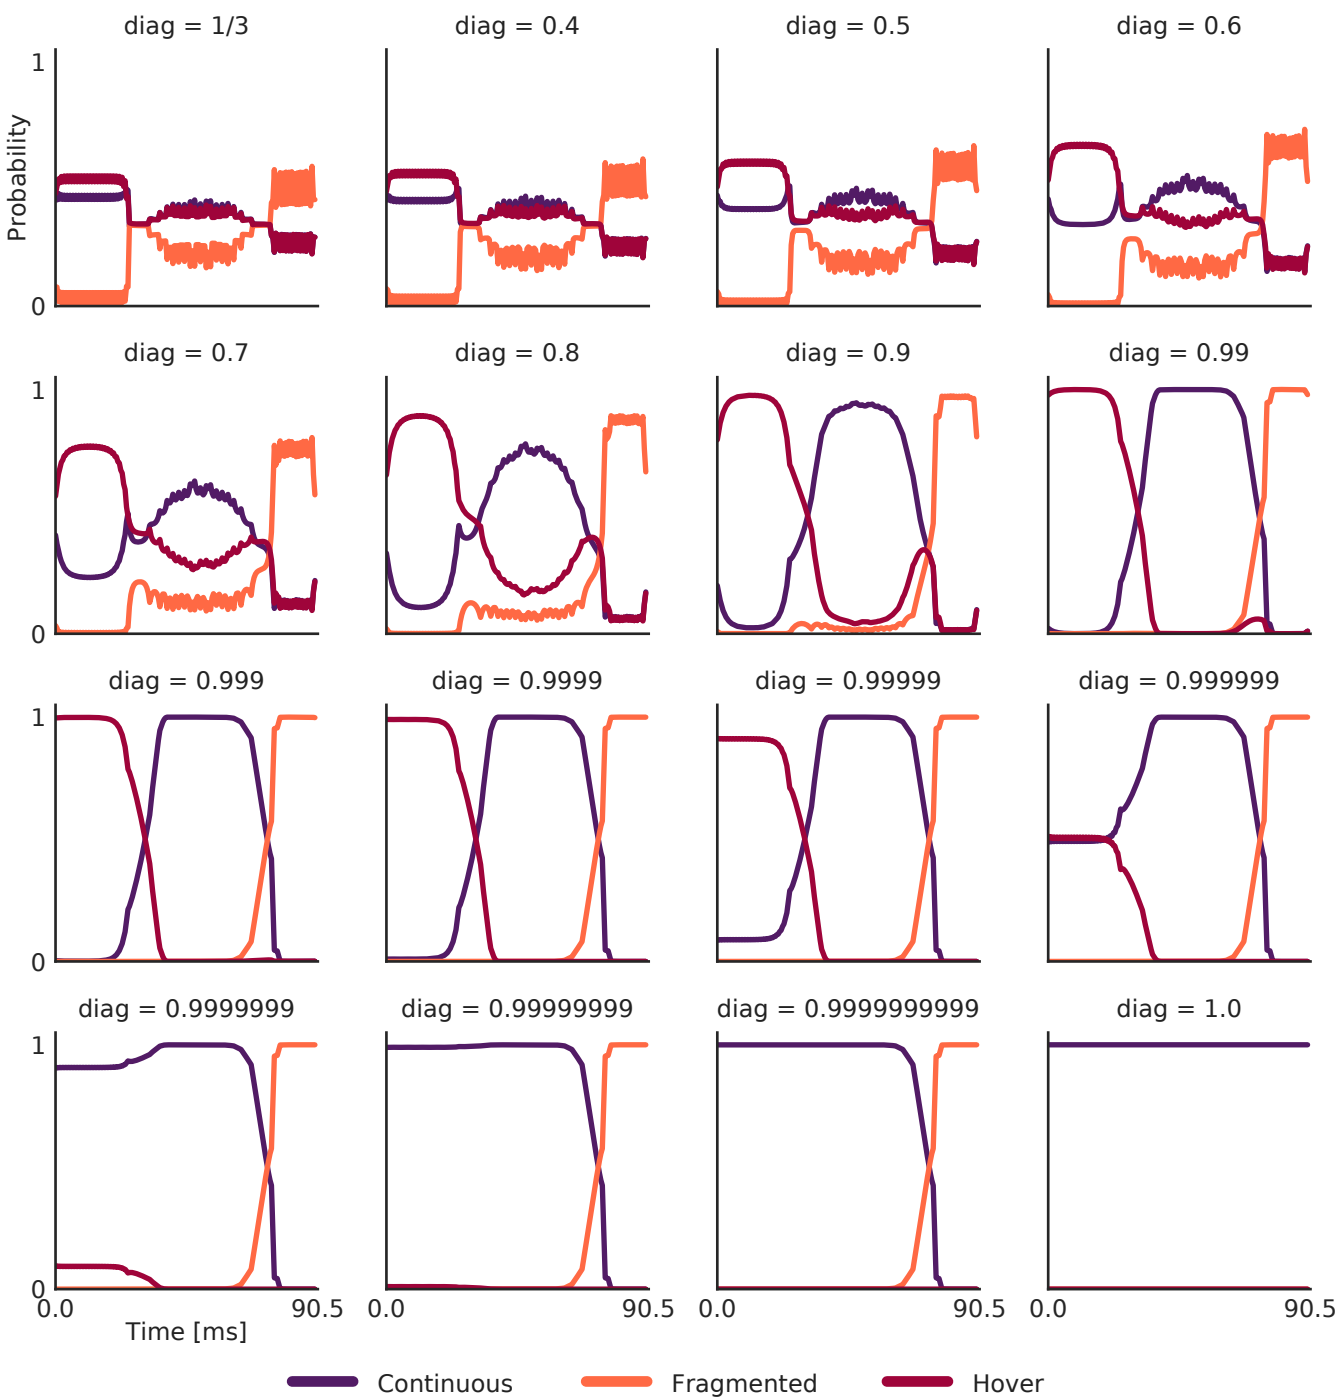 diag = 1/3 diag = 0.4 diag = 0.5 diag = 0.6
1
Probability
0
diag = 0.7 diag = 0.8 diag = 0.9 diag = 0.99
1
0
diag = 0.999 diag = 0.9999 diag = 0.99999 diag = 0.999999
1
0
diag = 0.9999999 diag = 0.99999999 diag = 0.9999999999 diag = 1.0
1
0
0.0 90.5 0.0 90.5 0.0 90.5 0.0 90.5
Time [ms]
Continuous Fragmented Hover